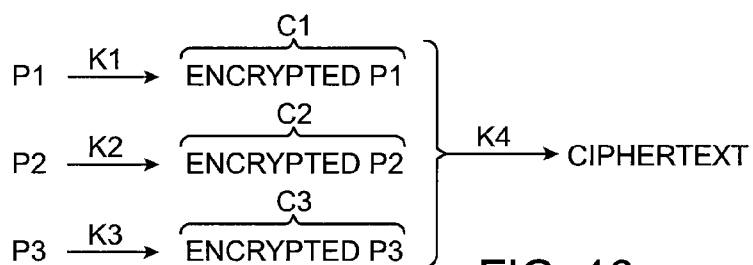 C1
P1 K1 ENCRYPTED P1
C2
P2 K2 ENCRYPTED P2 K4 CIPHERTEXT
C3
P3 K3 ENCRYPTED P3